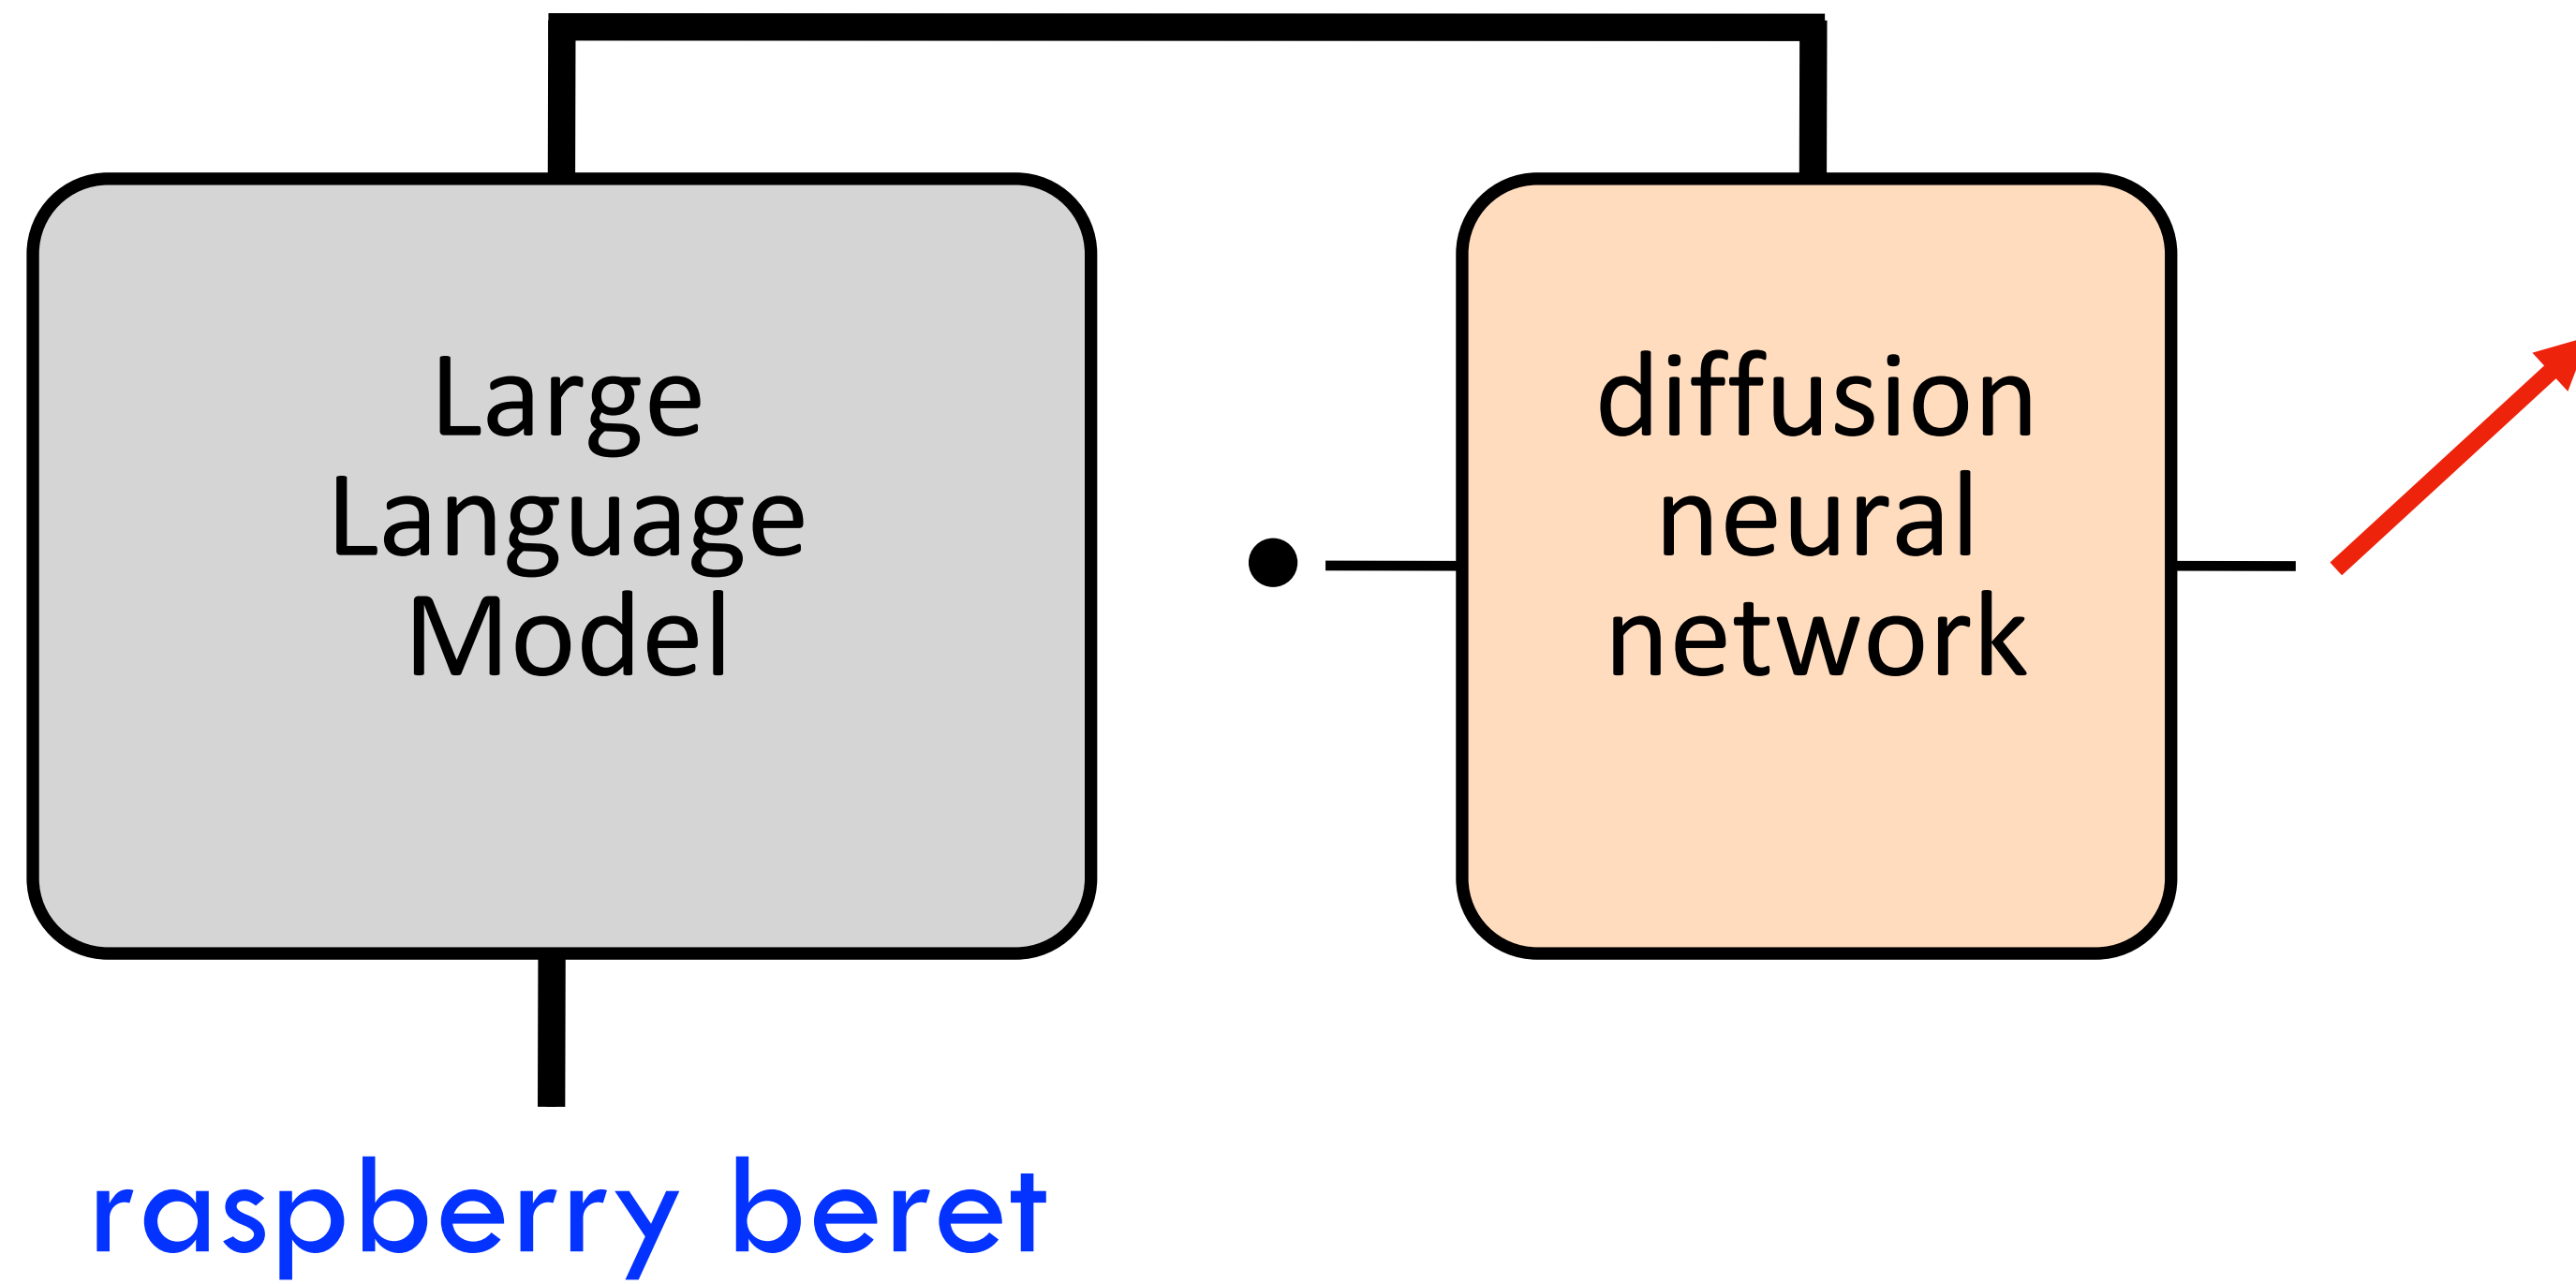 Large
Language
Model
diffusion
neural
network
raspberry beret